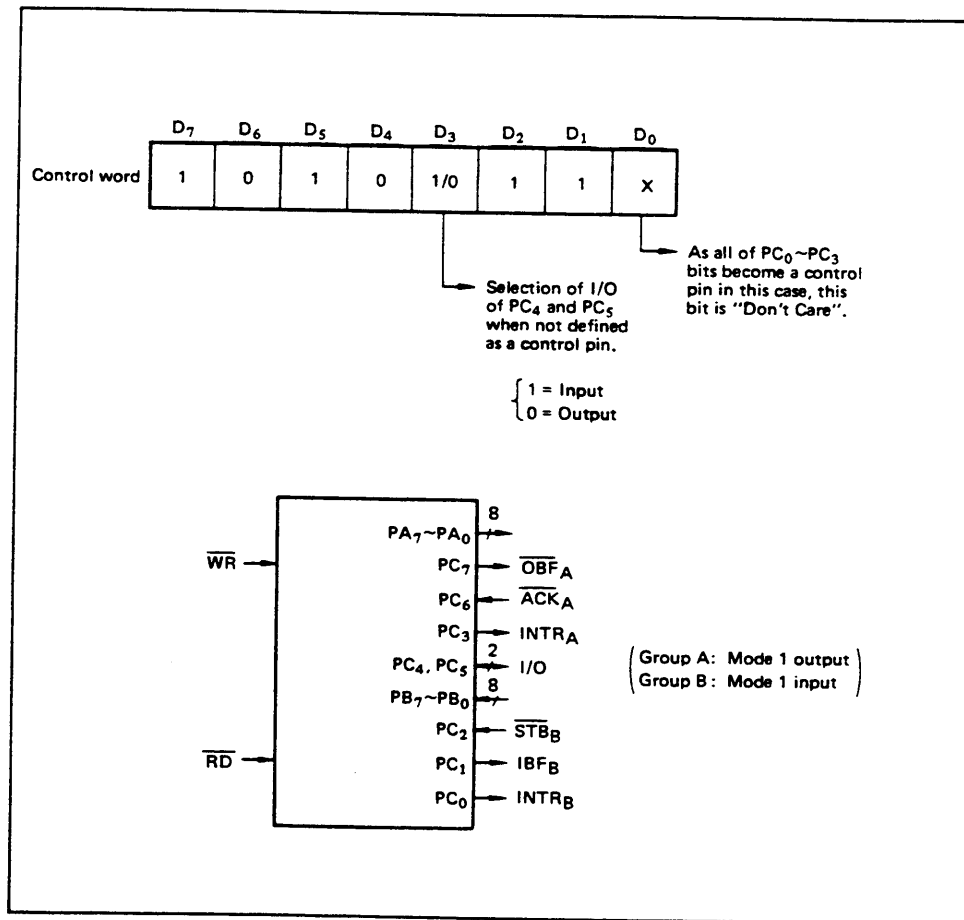 D7 D6 D5 D4 D3 D2 D1 D0
Control word 1 0 1 0 1/0 1 1 X
As all of PC0~PC3
bits become a control
pin in this case, this
bit is "Don't Care".
Selection of I/O
of PC4 and PC5
when not defined
as a control pin.
1 = Input
0 = Output
8
PA7~PA0
WR
PC7 OBFA
PC6 ACKA
PC3 INTRA
2
PC4, PC5 I/O
8
PB7~PB0
(Group A: Mode 1 output
Group B: Mode 1 input)
PC2 STBB
RD
PC1 IBFB
PC0 INTRB